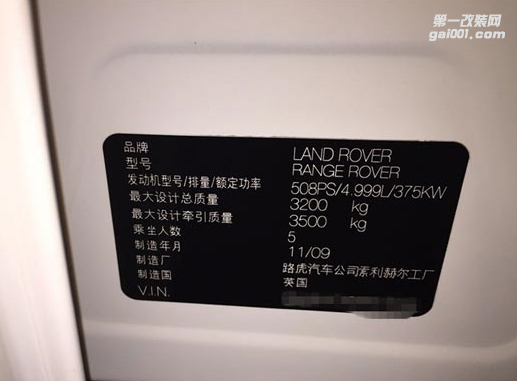 第一改装网
gai001.com
品牌 LAND ROVER
型号 RANGE ROVER
发动机型号/排量/额定功率 508PS/4.999L/375KW
最大设计总质量 3200 kg
最大设计牵引质量 3500 kg
乘坐人数 5
制造年月 11/09
制造厂 路虎汽车公司索利赫尔工厂
制造国 英国
V.I.N.